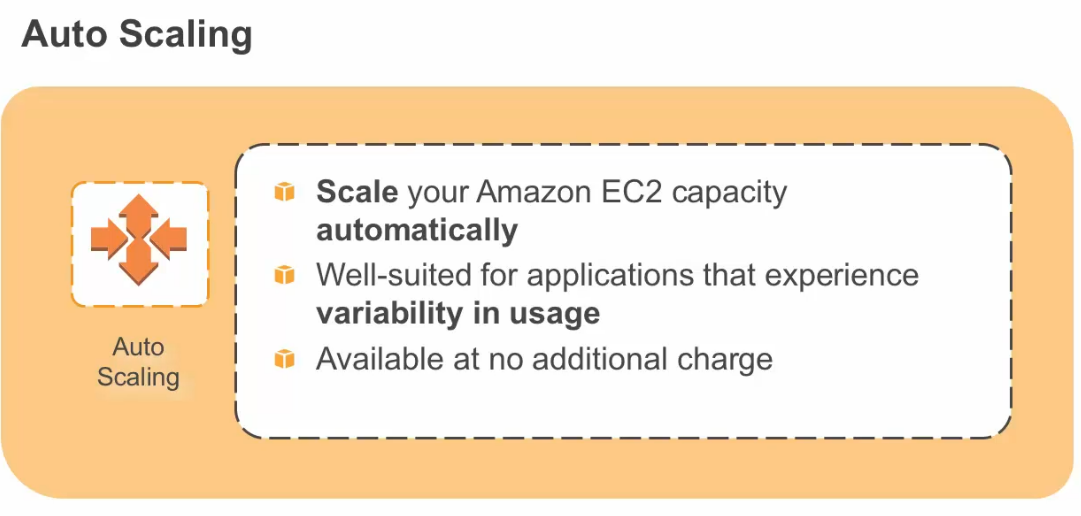 Auto Scaling
Auto
Scaling
Scale your Amazon EC2 capacity
automatically
Well-suited for applications that experience
variability in usage
Available at no additional charge